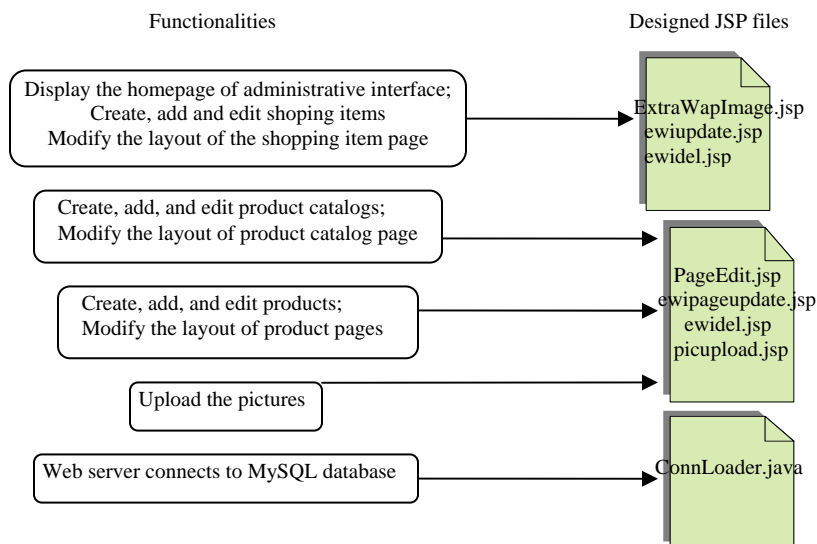 Functionalities
Designed JSP files
Display the homepage of administrative interface;
Create, add and edit shoping items
Modify the layout of the shopping item page
ExtraWapImage.jsp
ewiupdate.jsp
ewidel.jsp
Create, add, and edit product catalogs;
Modify the layout of product catalog page
Create, add, and edit products;
Modify the layout of product pages
Upload the pictures
PageEdit.jsp
ewipageupdate.jsp
ewidel.jsp
picupload.jsp
Web server connects to MySQL database
ConnLoader.java